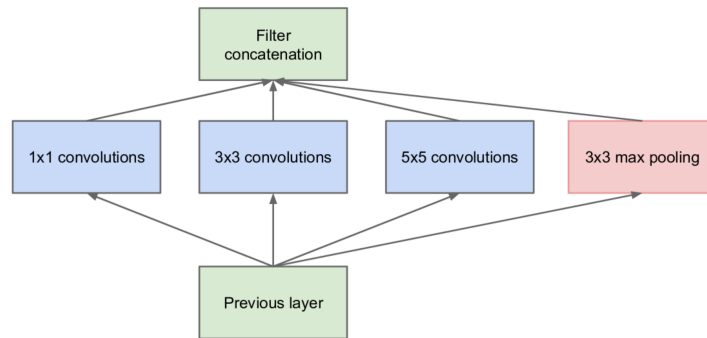 Filter
concatenation
1x1 convolutions
3x3 convolutions
5x5 convolutions
3x3 max pooling
Previous layer